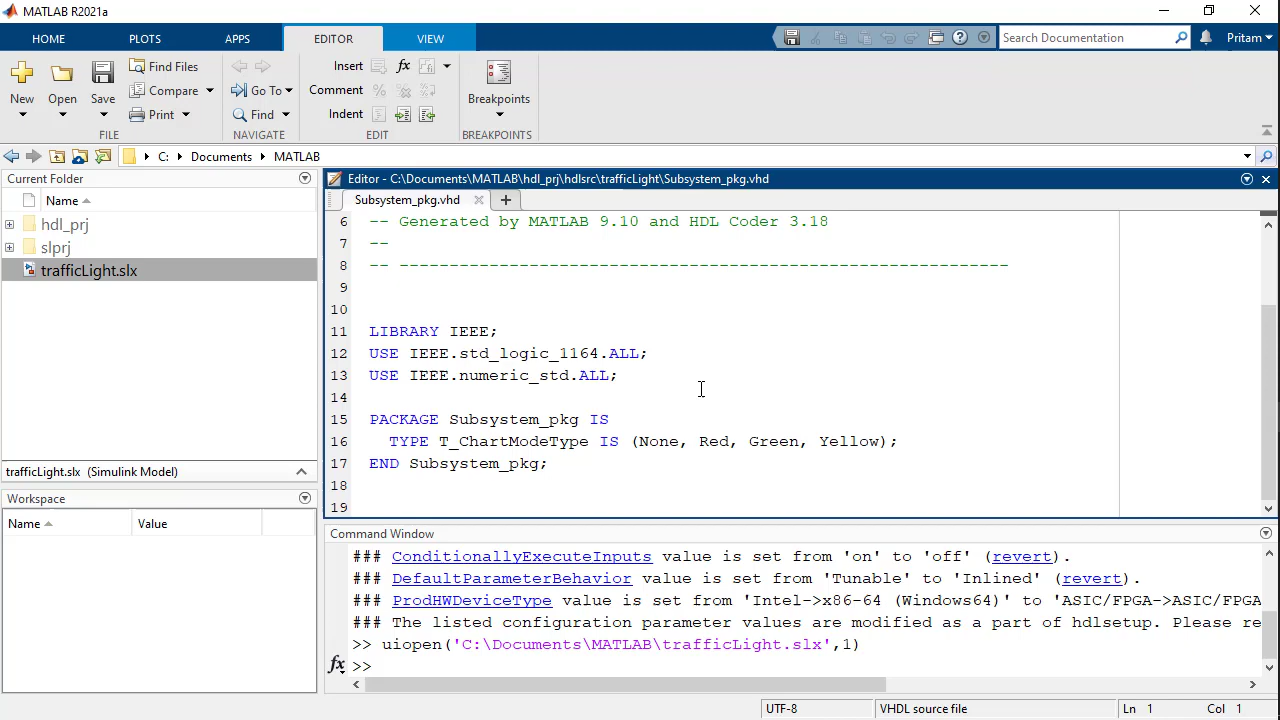 MATLAB R2021a
HOME PLOTS APPS EDITOR VIEW Search Documentation Pritam
New Open Save Find Files Compare Print Go To Find Insert fx Comment Indent Breakpoints
FILE NAVIGATE EDIT BREAKPOINTS
C: Documents MATLAB
Current Folder
Name
hdl_prj
slprj
trafficLight.slx
trafficLight.slx (Simulink Model)
Workspace
Name Value
Editor - C:\Documents\MATLAB\hdl_prj\hdlsrc\trafficLight\Subsystem_pkg.vhd
Subsystem_pkg.vhd
6 -- Generated by MATLAB 9.10 and HDL Coder 3.18
7 --
8 -- -------------------------------------------------------------
9
10
11 LIBRARY IEEE;
12 USE IEEE.std_logic_1164.ALL;
13 USE IEEE.numeric_std.ALL;
14
15 PACKAGE Subsystem_pkg IS
16 TYPE T_ChartModeType IS (None, Red, Green, Yellow);
17 END Subsystem_pkg;
18
19
Command Window
### ConditionallyExecuteInputs value is set from 'on' to 'off' (revert).
### DefaultParameterBehavior value is set from 'Tunable' to 'Inlined' (revert).
### ProdHWDeviceType value is set from 'Intel->x86-64 (Windows64)' to 'ASIC/FPGA->ASIC/FPGA
### The listed configuration parameter values are modified as a part of hdlsetup. Please re
>> uiopen('C:\Documents\MATLAB\trafficLight.slx',1)
fx >>
UTF-8 VHDL source file Ln 1 Col 1